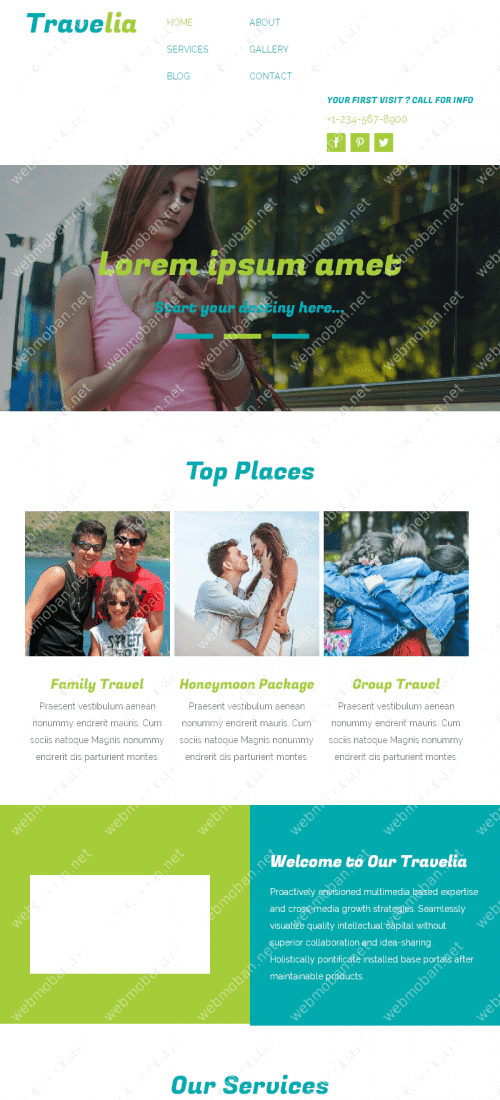 Travelia
HOME ABOUT
SERVICES GALLERY
BLOG CONTACT
YOUR FIRST VISIT ? CALL FOR INFO
+1-234-567-8900
Lorem ipsum amet
Start your destiny here...
Top Places
STREET
Family Travel
Praesent vestibulum aenean
nonummy endrerit mauris. Cum
sociis natoque Magnis nonummy
endrerit dis parturient montes.
Honeymoon Package
Praesent vestibulum aenean
nonummy endrerit mauris. Cum
sociis natoque Magnis nonummy
endrerit dis parturient montes.
Group Travel
Praesent vestibulum aenean
nonummy endrerit mauris. Cum
sociis natoque Magnis nonummy
endrerit dis parturient montes.
Welcome to Our Travelia
Proactively envisioned multimedia based expertise
and cross-media growth strategies. Seamlessly
visualize quality intellectual capital without
superior collaboration and idea-sharing.
Holistically pontificate installed base portals after
maintainable products.
Our Services
webmoban.net